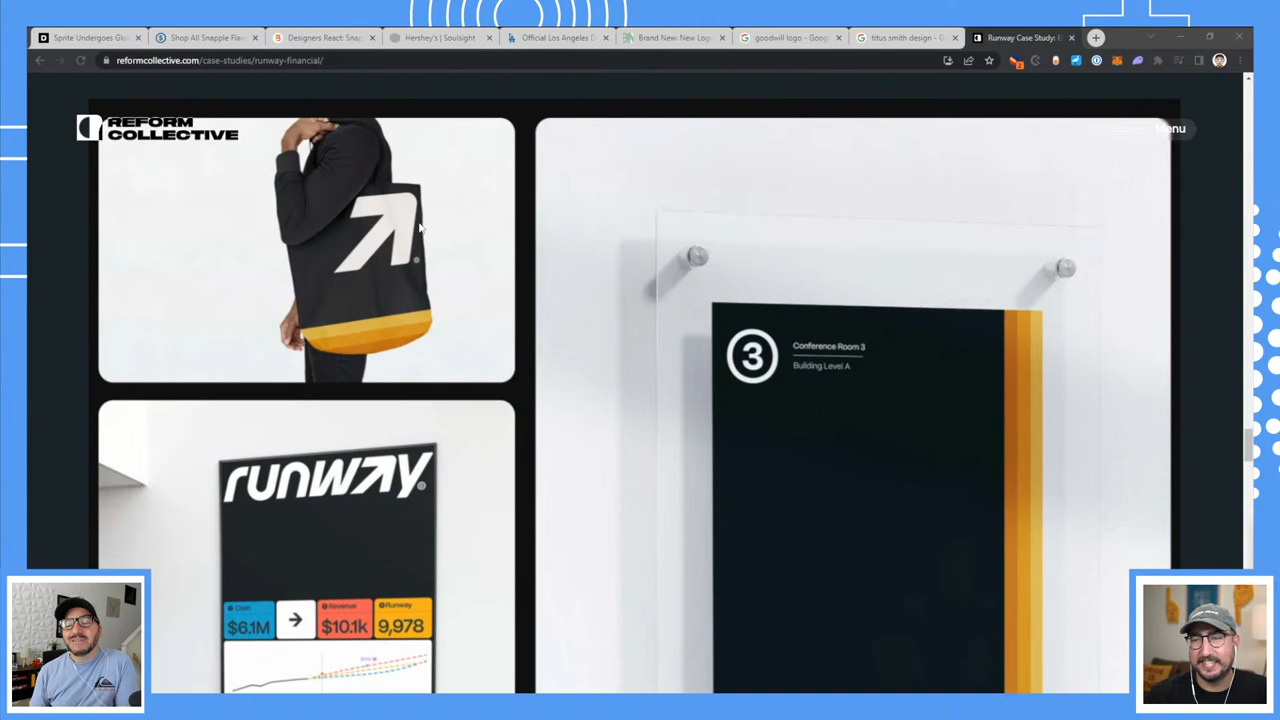 Sprite Undergoes Glo
Shop All Snapple Flav
Designers React: Snap
Hershey's | Soulsight
Official Los Angeles D
Brand New: New Logo
goodwill logo - Goog
titus smith design - G
Runway Case Study: B
reformcollective.com/case-studies/runway-financial/
REFORM
COLLECTIVE
Menu
3
Conference Room 3
Building Level A
runway
Cash
$6.1M
Revenue
$10.1k
Runway
9,978